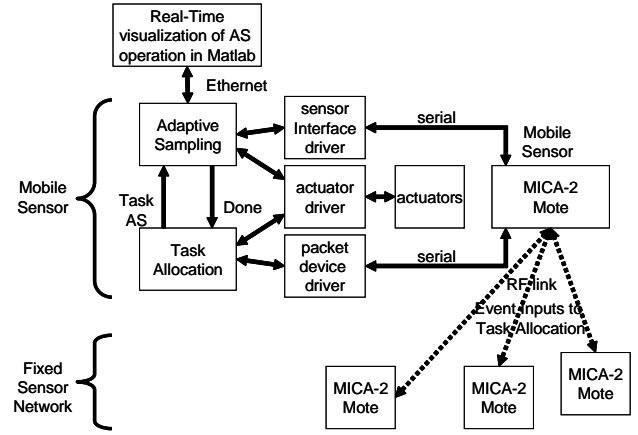 Real-Time
visualization of AS
operation in Matlab
Ethernet
Mobile
Sensor
Adaptive
Sampling
sensor
Interface
driver
serial
Mobile
Sensor
MICA-2
Mote
Task
AS
Done
actuator
driver
actuators
Task
Allocation
packet
device
driver
serial
RF link
Event Inputs to
Task Allocation
Fixed
Sensor
Network
MICA-2
Mote
MICA-2
Mote
MICA-2
Mote